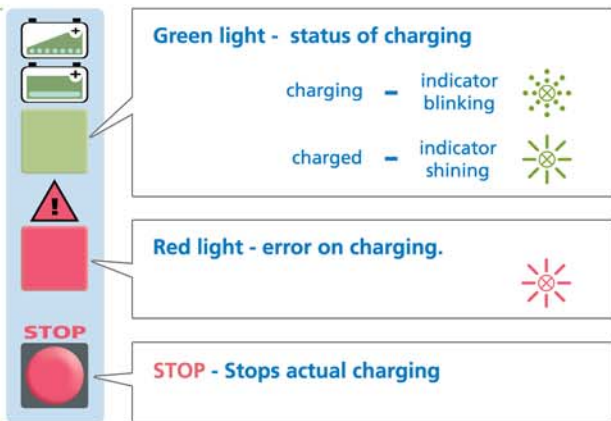 Green light - status of charging
charging - indicator blinking
charged - indicator shining
!
Red light - error on charging.
STOP
STOP - Stops actual charging